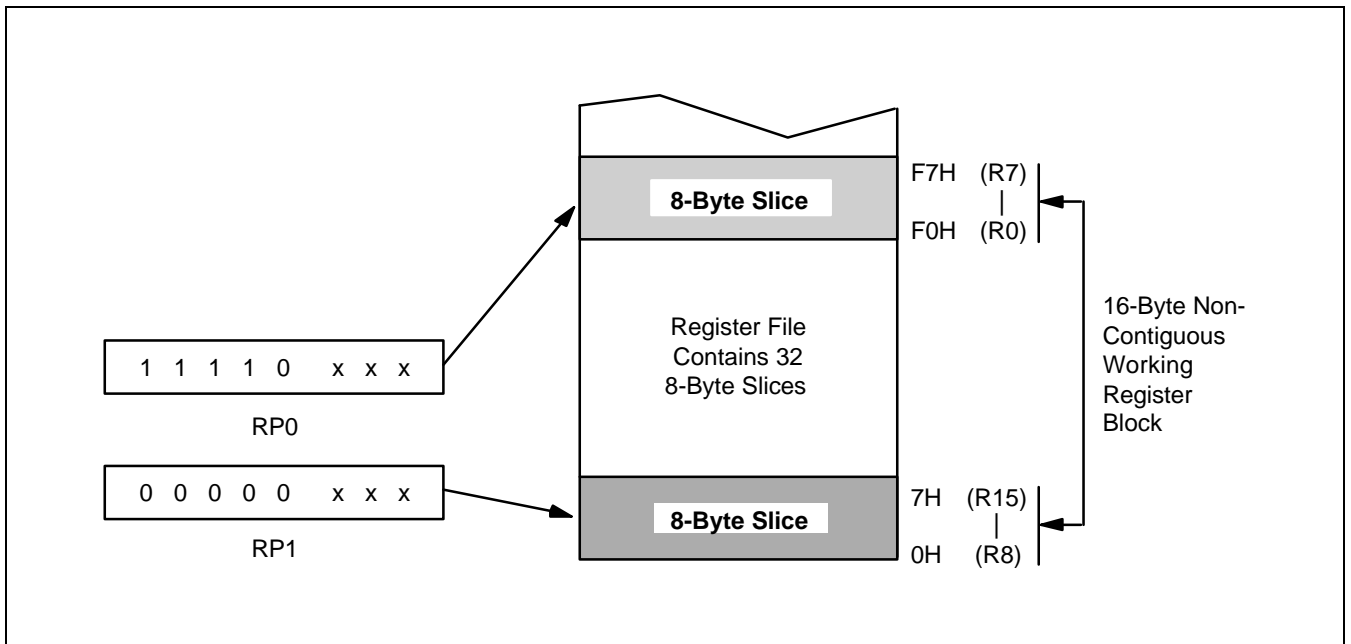 8-Byte Slice
F7H (R7)
|
F0H (R0)
Register File
Contains 32
8-Byte Slices
16-Byte Non-
Contiguous
Working
Register
Block
1 1 1 1 0 x x x
RP0
0 0 0 0 0 x x x
RP1
8-Byte Slice
7H (R15)
|
0H (R8)